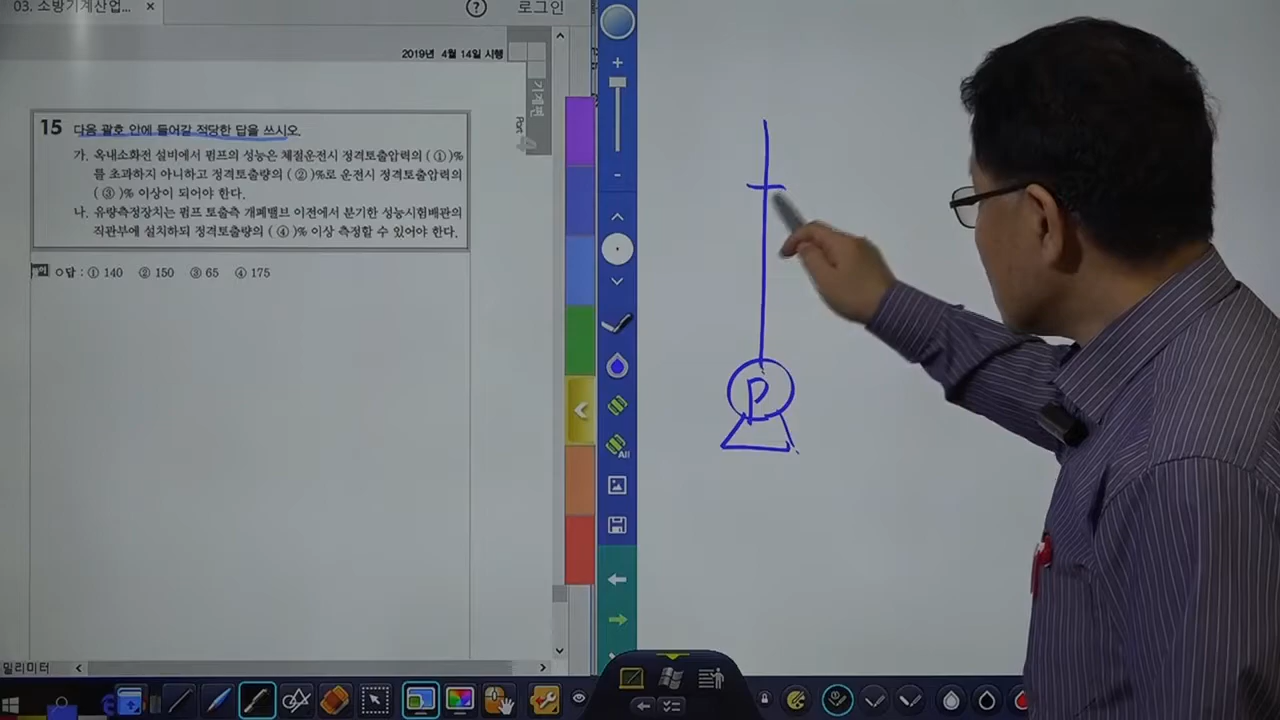 03. 소방기계산업...
로그인
2019년 4월 14일 시행
기계편
Part 4
15 다음 괄호 안에 들어갈 적당한 답을 쓰시오.
가. 옥내소화전 설비에서 펌프의 성능은 체절운전시 정격토출압력의 ( ① )%
를 초과하지 아니하고 정격토출량의 ( ② )%로 운전시 정격토출압력의
( ③ )% 이상이 되어야 한다.
나. 유량측정장치는 펌프 토출측 개폐밸브 이전에서 분기한 성능시험배관의
직관부에 설치하되 정격토출량의 ( ④ )% 이상 측정할 수 있어야 한다.
답 : ① 140 ② 150 ③ 65 ④ 175
P
All
밀리미터